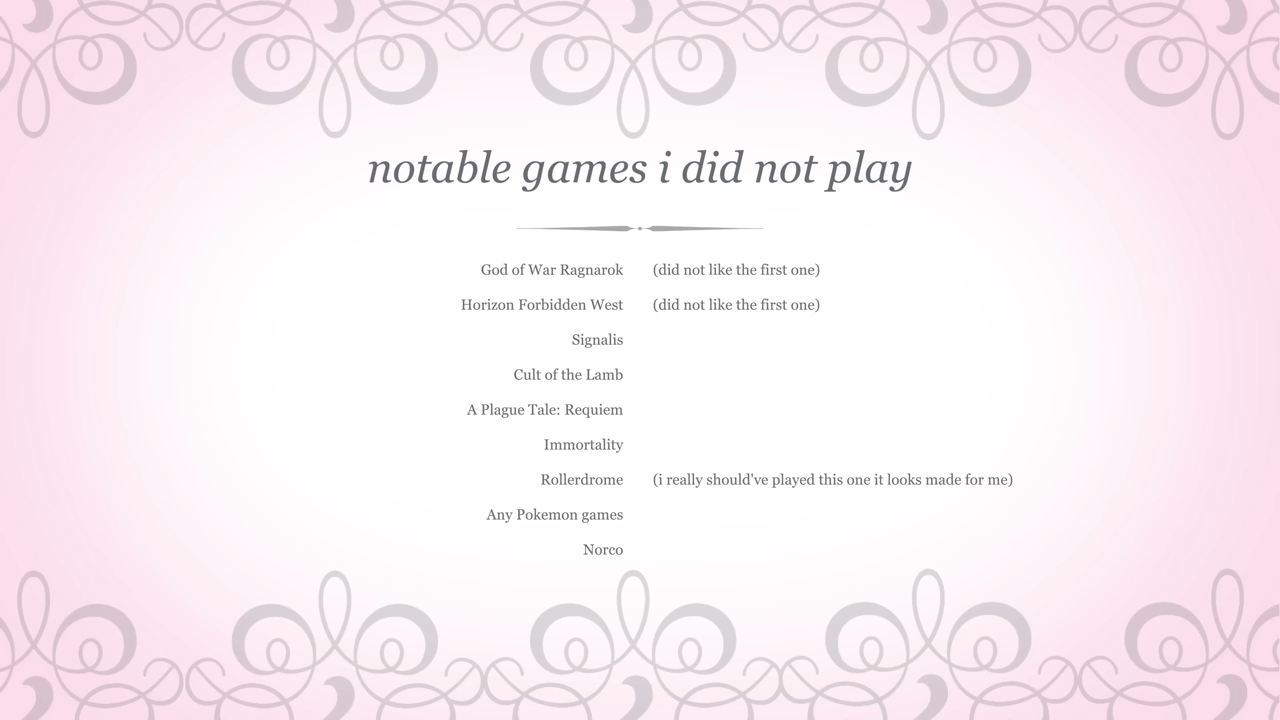 notable games i did not play
God of War Ragnarok (did not like the first one)
Horizon Forbidden West (did not like the first one)
Signalis
Cult of the Lamb
A Plague Tale: Requiem
Immortality
Rollerdrome (i really should've played this one it looks made for me)
Any Pokemon games
Norco